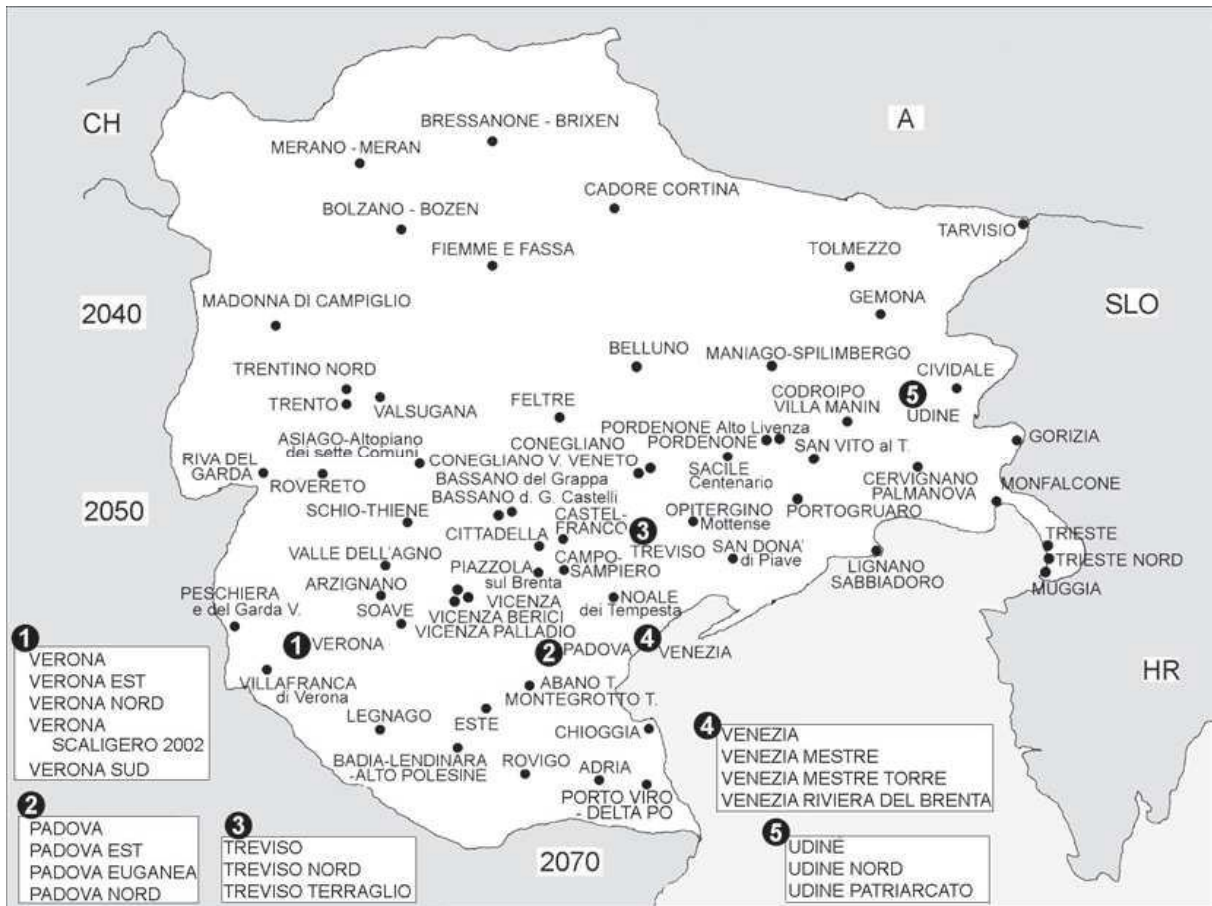 CH
A
BRESSANONE - BRIXEN
MERANO - MERAN
CADORE CORTINA
BOLZANO - BOZEN
TARVISIO
FIEMME E FASSA
TOLMEZZO
MADONNA DI CAMPIGLIO
GEMONA
SLO
2040
BELLUNO
MANIAGO-SPILIMBERGO
TRENTINO NORD
CIVIDALE
TRENTO
VALSUGANA
FELTRE
CODROIPO
VILLA MANIN
5
UDINE
PORDENONE Alto Livenza
ASIAGO-Altopiano
dei sette Comuni
CONEGLIANO
PORDENONE
SAN VITO al T.
GORIZIA
RIVA DEL
GARDA
ROVERETO
CONEGLIANO V. VENETO
SACILE
Centenario
CERVIGNANO
PALMANOVA
BASSANO del Grappa
BASSANO d. G. Castelli
MONFALCONE
2050
SCHIO-THIENE
CASTEL-
FRANCO
3
TREVISO
OPITERGINO
Mottense
PORTOGRUARO
CITTADELLA
TRIESTE
VALLE DELL'AGNO
CAMPO-
SAMPIERO
SAN DONA'
di Piave
LIGNANO
SABBIADORO
TRIESTE NORD
PIAZZOLA
sul Brenta
MUGGIA
ARZIGNANO
PESCHIERA
e del Garda V.
SOAVE
VICENZA
VICENZA BERICI
VICENZA PALLADIO
NOALE
dei Tempesta
1
VERONA
2
PADOVA
4
VENEZIA
HR
VILLAFRANCA
di Verona
ABANO T.
MONTEGROTTO T.
LEGNAGO
ESTE
CHIOGGIA
BADIA-LENDINARA
-ALTO POLESINE
ROVIGO
ADRIA
PORTO VIRO
- DELTA PO
2070
1
VERONA
VERONA EST
VERONA NORD
VERONA
SCALIGERO 2002
VERONA SUD
2
PADOVA
PADOVA EST
PADOVA EUGANEA
PADOVA NORD
3
TREVISO
TREVISO NORD
TREVISO TERRAGLIO
4
VENEZIA
VENEZIA MESTRE
VENEZIA MESTRE TORRE
VENEZIA RIVIERA DEL BRENTA
5
UDINE
UDINE NORD
UDINE PATRIARCATO